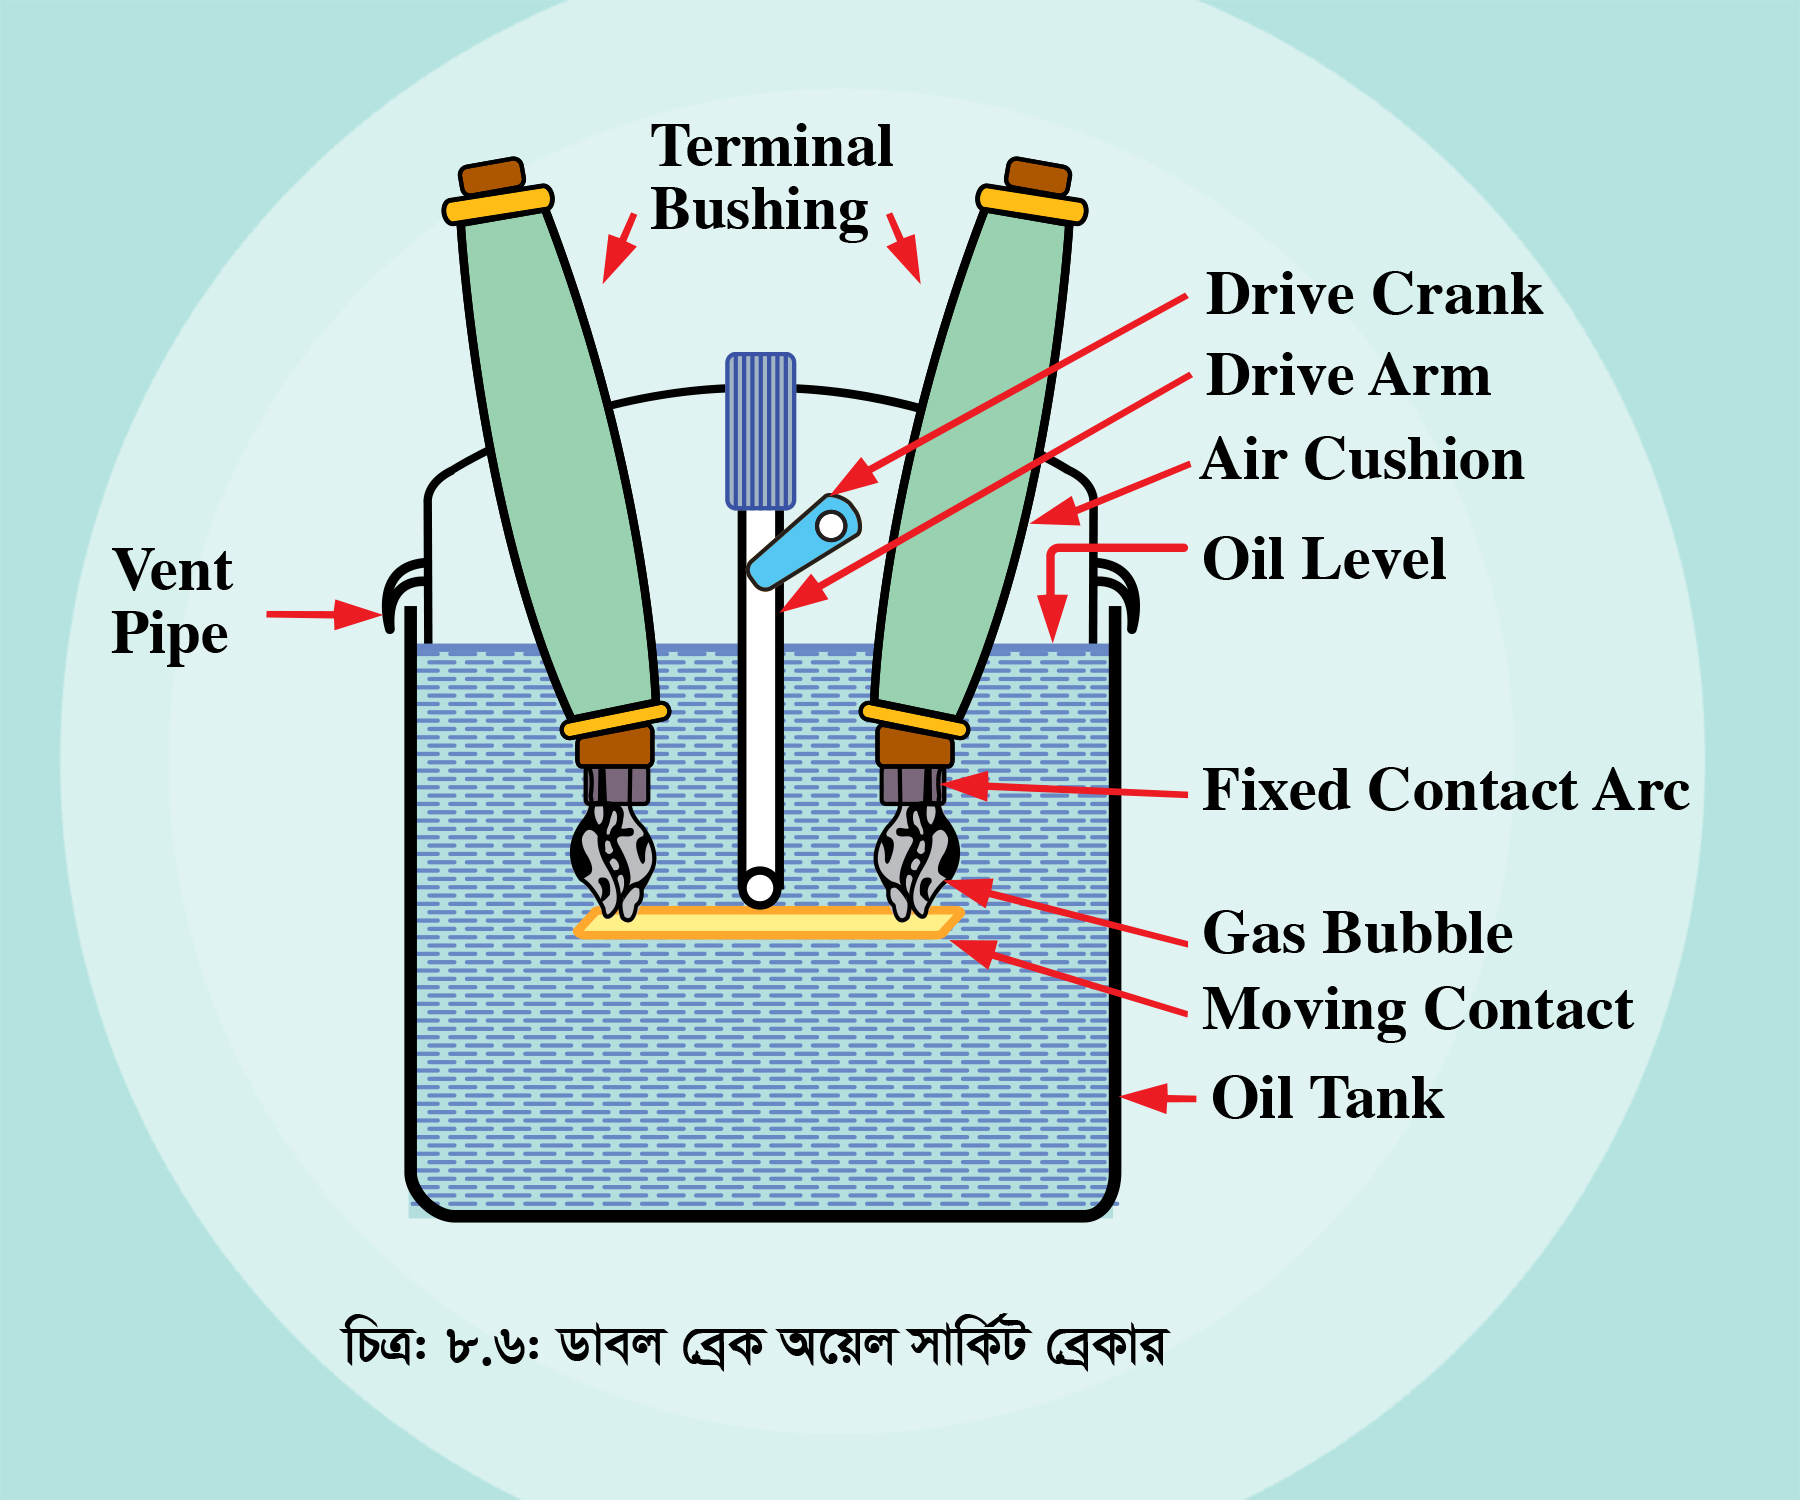 Terminal
Bushing
Drive Crank
Drive Arm
Air Cushion
Oil Level
Vent
Pipe
Fixed Contact Arc
Gas Bubble
Moving Contact
Oil Tank
চিত্র: ৮.৬: ডাবল ব্রেক অয়েল সার্কিট ব্রেকার